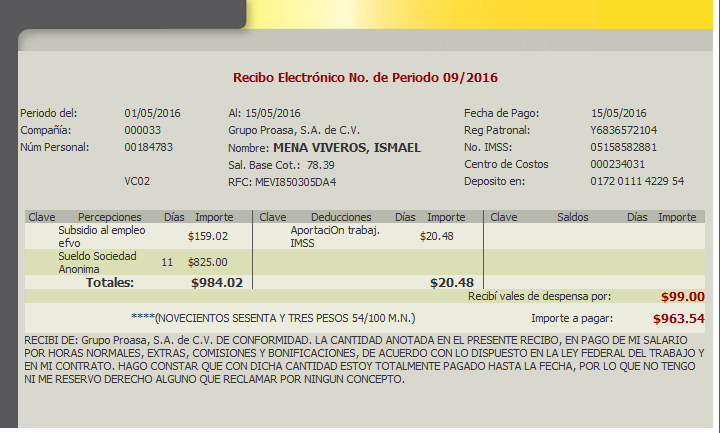 Recibo Electrónico No. de Periodo 09/2016
Periodo del: 01/05/2016 Al: 15/05/2016 Fecha de Pago: 15/05/2016
Compañía: 000033 Grupo Proasa, S.A. de C.V. Reg Patronal: Y6836572104
Núm Personal: 00184783 Nombre: MENA VIVEROS, ISMAEL No. IMSS: 05158582881
Sal. Base Cot.: 78.39 Centro de Costos 000234031
VC02 RFC: MEVI850305DA4 Deposito en: 0172 0111 4229 54
Clave Percepciones Días Importe Clave Deducciones Días Importe Clave Saldos Días Importe
Subsidio al empleo efvo $159.02 AportaciOn trabaj. IMSS $20.48
Sueldo Sociedad Anonima 11 $825.00
Totales: $984.02 $20.48
Recibí vales de despensa por: $99.00
****(NOVECIENTOS SESENTA Y TRES PESOS 54/100 M.N.) Importe a pagar: $963.54
RECIBI DE: Grupo Proasa, S.A. de C.V. DE CONFORMIDAD. LA CANTIDAD ANOTADA EN EL PRESENTE RECIBO, EN PAGO DE MI SALARIO
POR HORAS NORMALES, EXTRAS, COMISIONES Y BONIFICACIONES, DE ACUERDO CON LO DISPUESTO EN LA LEY FEDERAL DEL TRABAJO Y
EN MI CONTRATO. HAGO CONSTAR QUE CON DICHA CANTIDAD ESTOY TOTALMENTE PAGADO HASTA LA FECHA, POR LO QUE NO TENGO
NI ME RESERVO DERECHO ALGUNO QUE RECLAMAR POR NINGUN CONCEPTO.